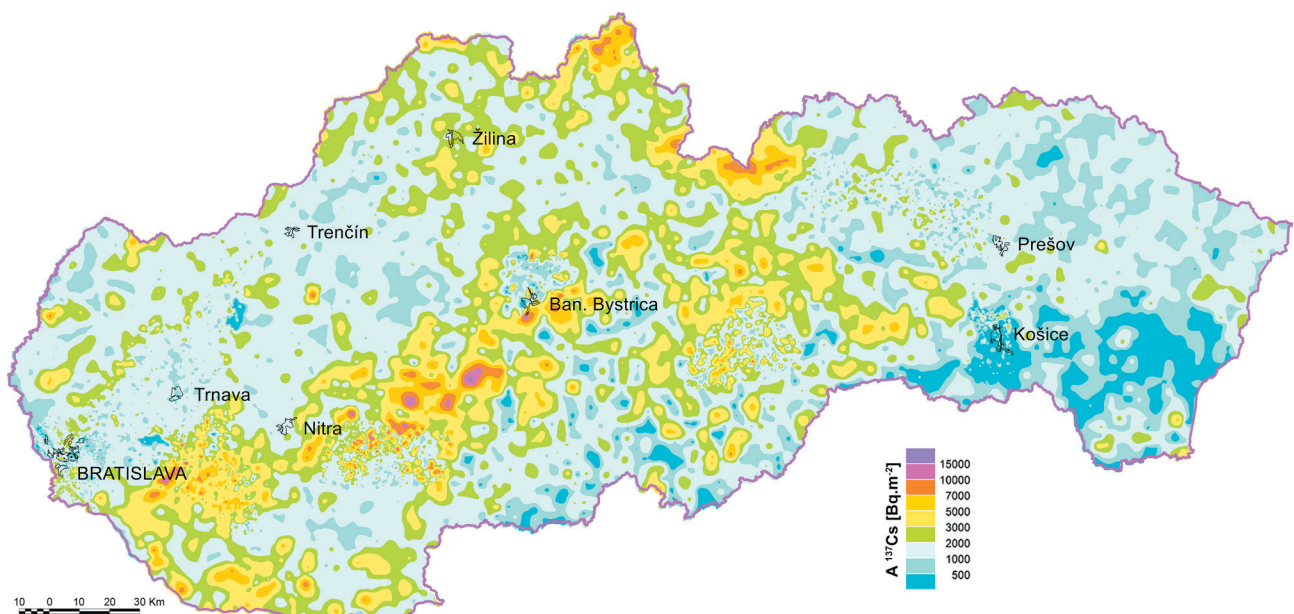 Žilina
Trenčín
Prešov
Ban. Bystrica
Košice
Trnava
Nitra
BRATISLAVA
A ¹³⁷Cs [Bq.m⁻²]
15000
10000
7000
5000
3000
2000
1000
500
10 0 10 20 30 Km